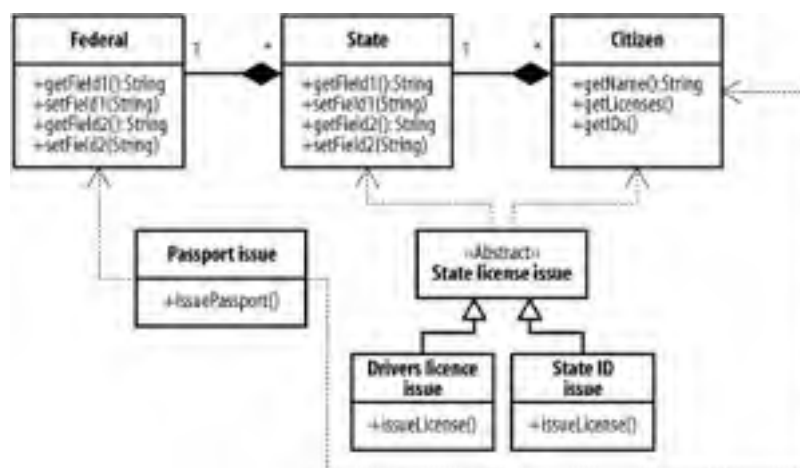 Federal
1
*
State
1
*
Citizen
+getField1():String
+setField1(String)
+getField2():String
+setField2(String)
+getField1():String
+setField1(String)
+getField2():String
+setField2(String)
+getName():String
+getLicenses()
+getIDs()
Passport issue
+issuePassport()
«Abstract»
State license issue
Drivers licence
issue
+issueLicense()
State ID
issue
+issueLicense()